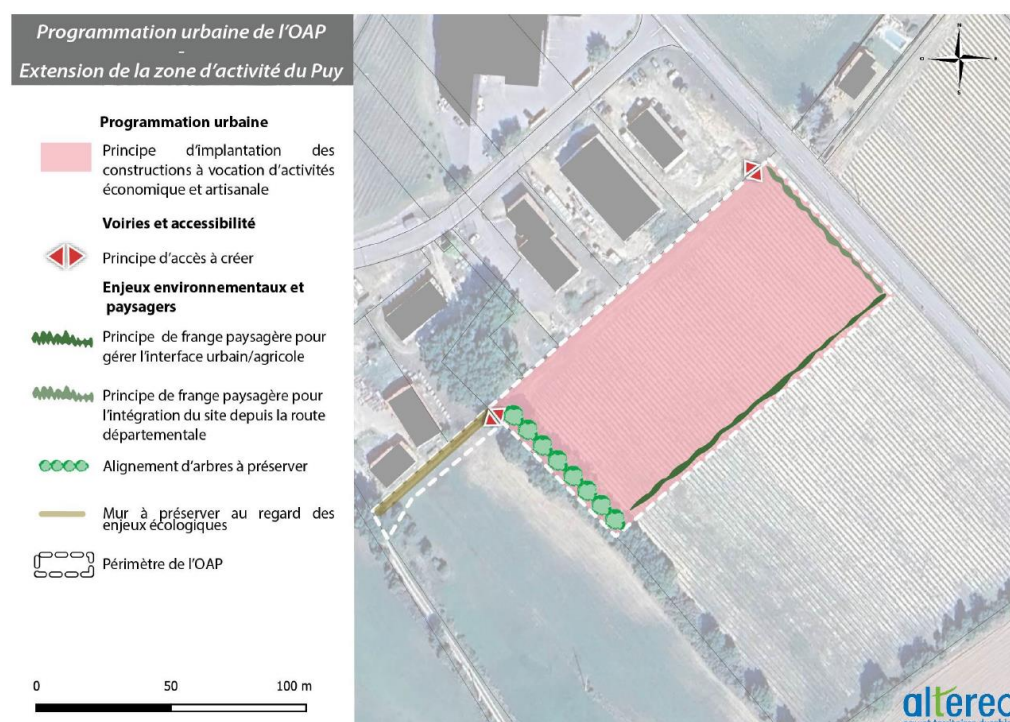 Programmation urbaine de l'OAP
-
Extension de la zone d'activité du Puy
Programmation urbaine
Principe d'implantation des
constructions à vocation d'activités
économique et artisanale
Voiries et accessibilité
Principe d'accès à créer
Enjeux environnementaux et
paysagers
Principe de frange paysagère pour
gérer l'interface urbain/agricole
Principe de frange paysagère pour
l'intégration du site depuis la route
départementale
Alignement d'arbres à préserver
Mur à préserver au regard des
enjeux écologiques
Périmètre de l'OAP
0 50 100 m
N
O
E
S
altereo